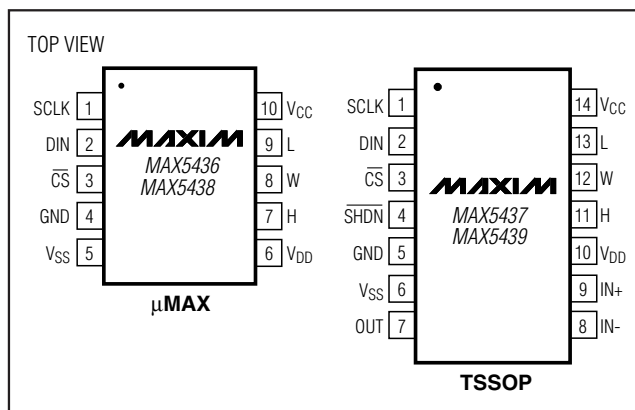 TOP VIEW
SCLK 1 10 VCC
DIN 2 MAXIM 9 L
CS 3 MAX5436 8 W
MAX5438
GND 4 7 H
VSS 5 6 VDD
µMAX
SCLK 1 14 VCC
DIN 2 13 L
CS 3 MAXIM 12 W
SHDN 4 MAX5437 11 H
MAX5439
GND 5 10 VDD
VSS 6 9 IN+
OUT 7 8 IN-
TSSOP